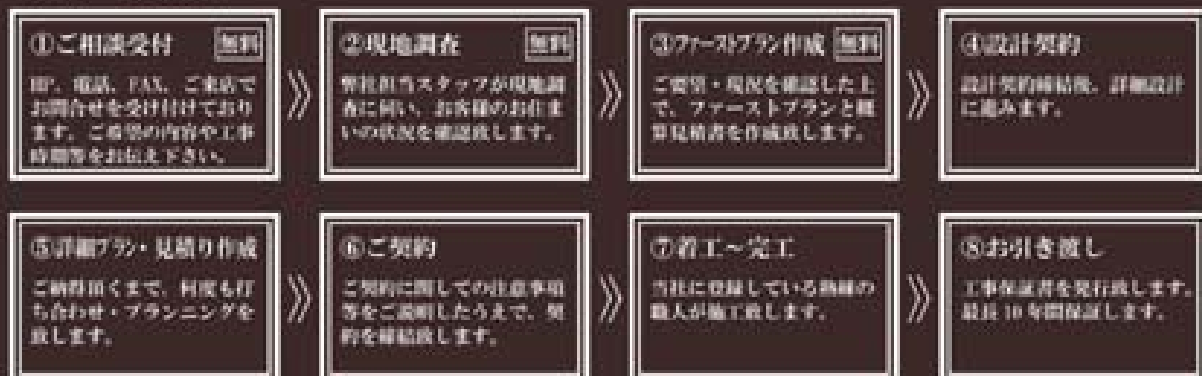 ①ご相談受付 無料
HP、電話、FAX、ご来店で
お問合せを受け付けており
ます。ご希望の内容や工事
時期等をお伝え下さい。
②現地調査 無料
弊社担当スタッフが現地調
査に伺い、お客様のお住ま
いの状況を確認致します。
③ファーストプラン作成 無料
ご要望・現況を確認した上
で、ファーストプランと概
算見積書を作成致します。
④設計契約
設計契約締結後、詳細設計
に進みます。
⑤詳細プラン・見積り作成
ご納得頂くまで、何度も打
ち合わせ・プランニングを
致します。
⑥ご契約
ご契約に関しての注意事項
等をご説明したうえで、契
約を締結致します。
⑦着工～完工
当社に登録している熟練の
職人が施工致します。
⑧お引き渡し
工事保証書を発行致します。
最長10年間保証します。